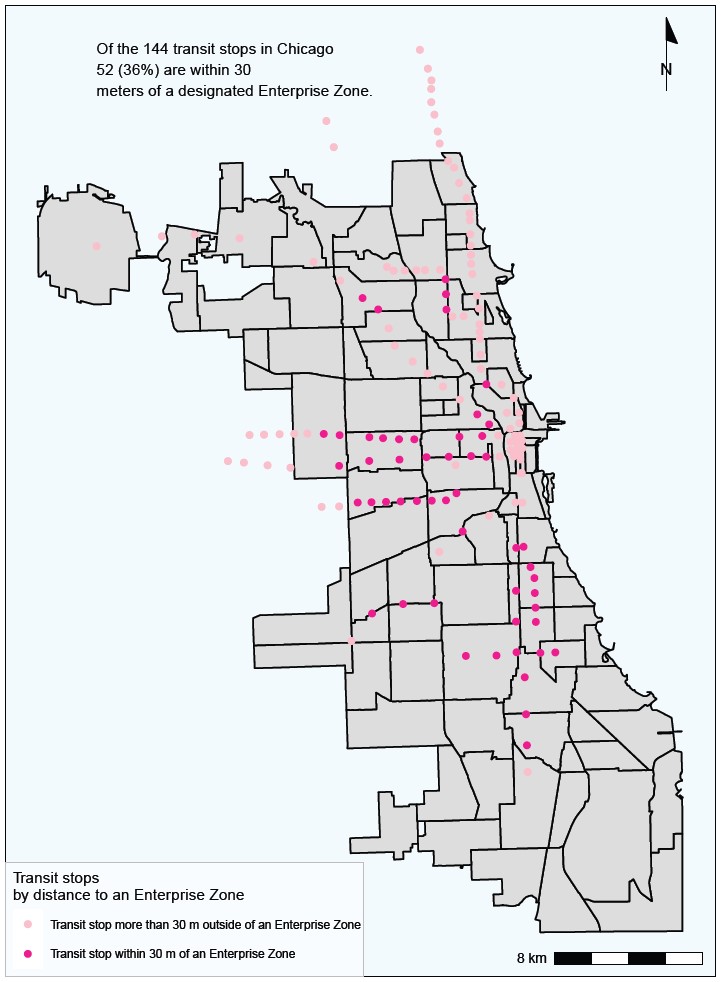 Of the 144 transit stops in Chicago
52 (36%) are within 30
meters of a designated Enterprise Zone.
N
Transit stops
by distance to an Enterprise Zone
Transit stop more than 30 m outside of an Enterprise Zone
Transit stop within 30 m of an Enterprise Zone
8 km